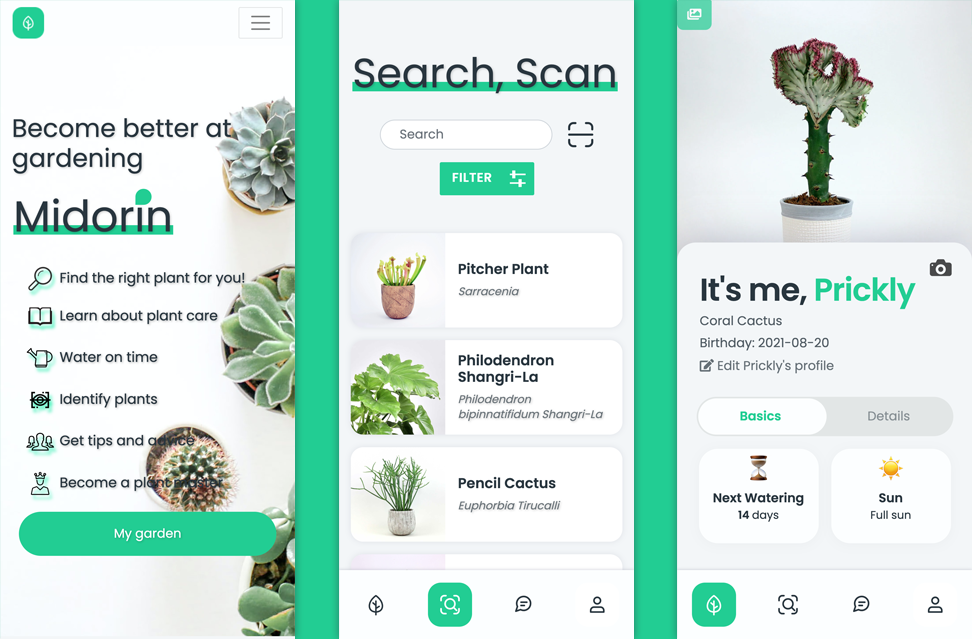 Become better at
gardening
Midorin
Find the right plant for you!
Learn about plant care
Water on time
Identify plants
Get tips and advice
Become a plant master
My garden
Search, Scan
Search
FILTER
Pitcher Plant
Sarracenia
Philodendron
Shangri-La
Philodendron
bipinnatifidum Shangri-La
Pencil Cactus
Euphorbia Tirucalli
It's me, Prickly
Coral Cactus
Birthday: 2021-08-20
Edit Prickly's profile
Basics
Details
Next Watering
14 days
Sun
Full sun